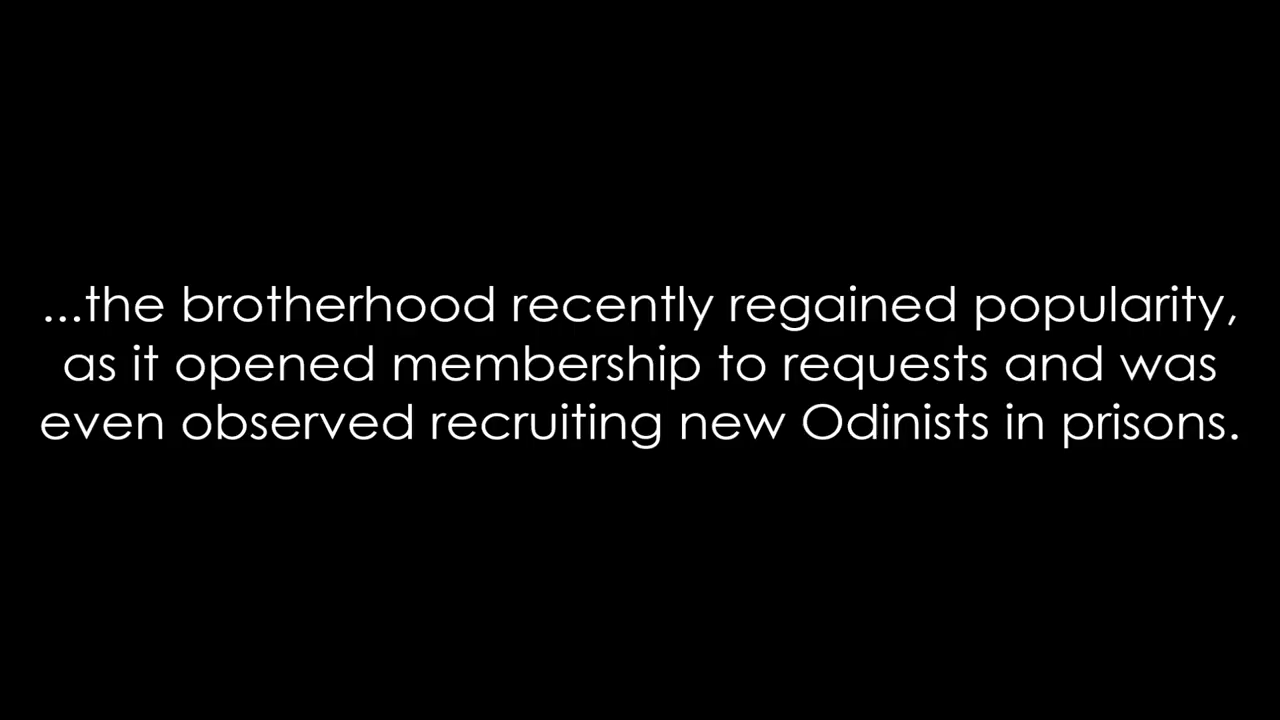 ...the brotherhood recently regained popularity,
as it opened membership to requests and was
even observed recruiting new Odinists in prisons.